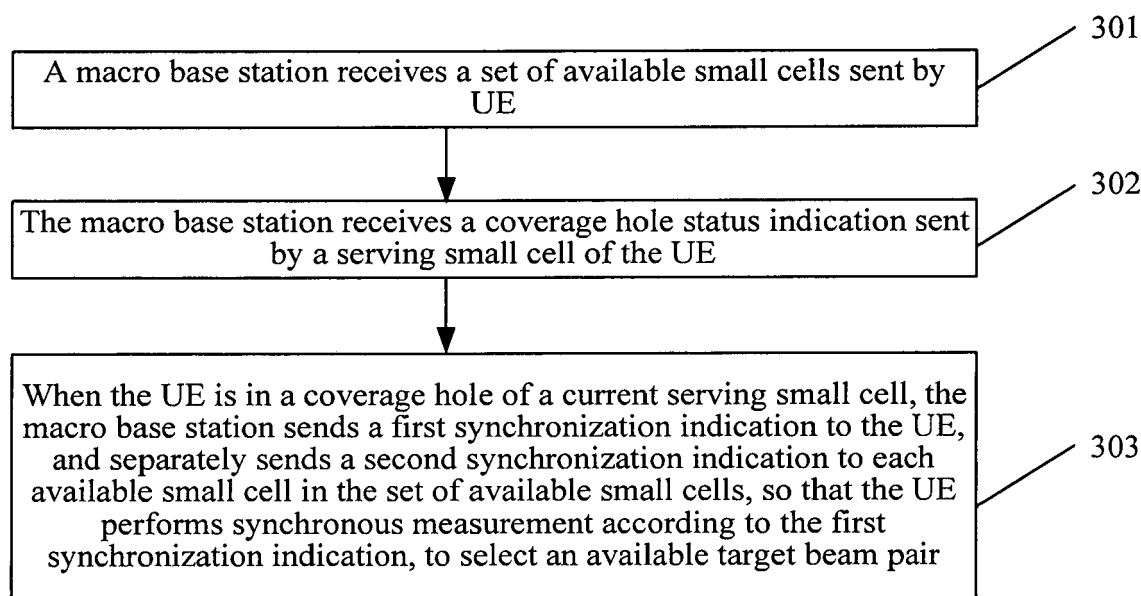 301
A macro base station receives a set of available small cells sent by
UE
302
The macro base station receives a coverage hole status indication sent
by a serving small cell of the UE
When the UE is in a coverage hole of a current serving small cell, the
macro base station sends a first synchronization indication to the UE,
and separately sends a second synchronization indication to each
available small cell in the set of available small cells, so that the UE
performs synchronous measurement according to the first
synchronization indication, to select an available target beam pair
303